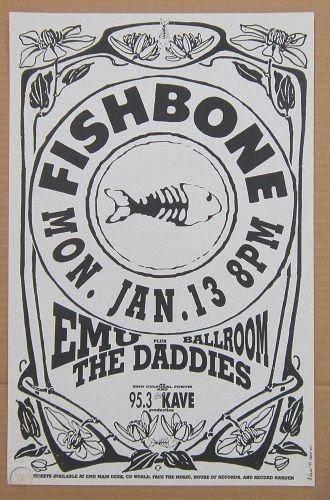 FISHBONE
MON. JAN. 13 8PM
EMU BALLROOM
PLUS
THE DADDIES
EMU CULTURAL FORUM
AND
95.3 KAVE
production
TICKETS AVAILABLE AT EMU MAIN DESK, CD WORLD, FACE THE MUSIC, HOUSE OF RECORDS, AND RECORD GARDEN